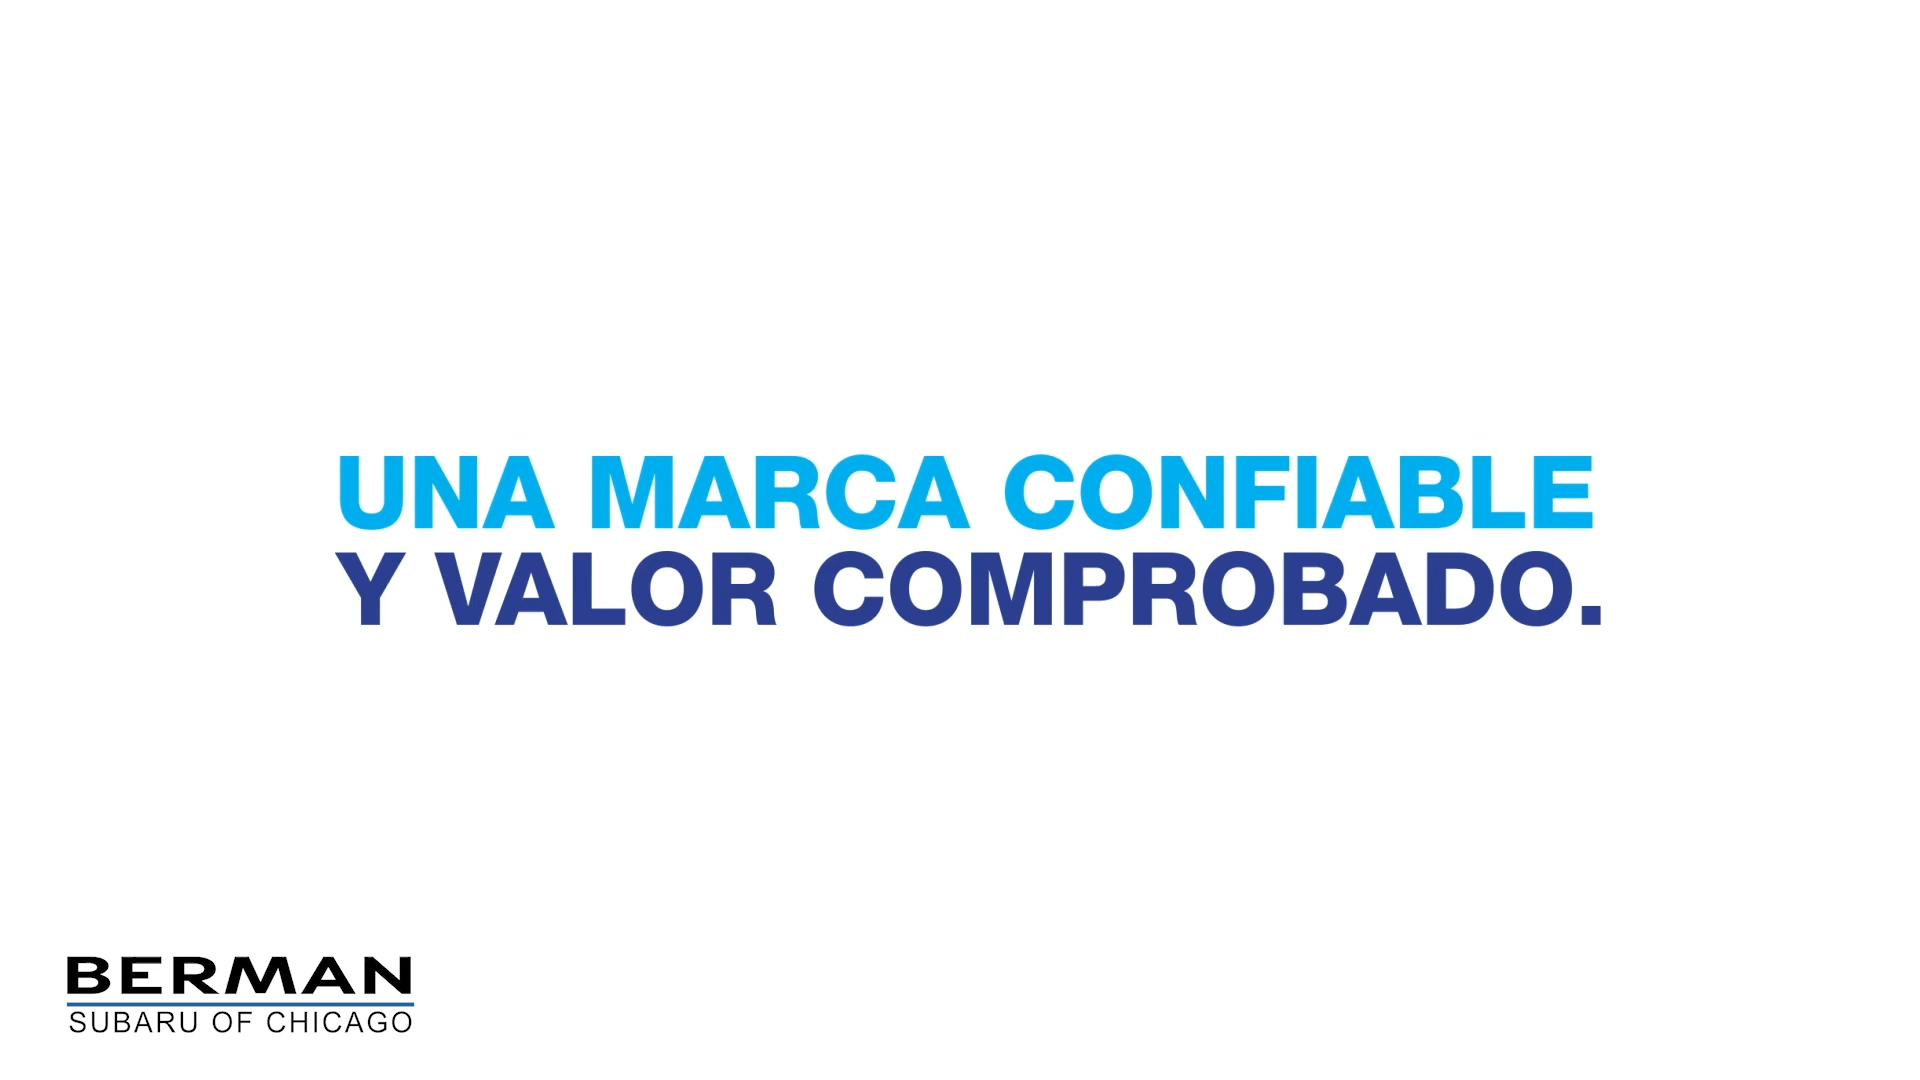 UNA MARCA CONFIABLE
Y VALOR COMPROBADO.
BERMAN
SUBARU OF CHICAGO